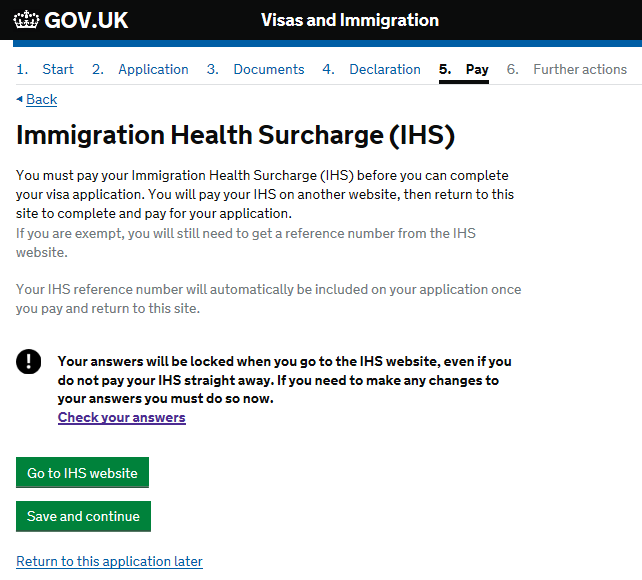 GOV.UK Visas and Immigration
1. Start 2. Application 3. Documents 4. Declaration 5. Pay 6. Further actions
Back
Immigration Health Surcharge (IHS)
You must pay your Immigration Health Surcharge (IHS) before you can complete
your visa application. You will pay your IHS on another website, then return to this
site to complete and pay for your application.
If you are exempt, you will still need to get a reference number from the IHS
website.
Your IHS reference number will automatically be included on your application once
you pay and return to this site.
Your answers will be locked when you go to the IHS website, even if you
do not pay your IHS straight away. If you need to make any changes to
your answers you must do so now.
Check your answers
Go to IHS website
Save and continue
Return to this application later